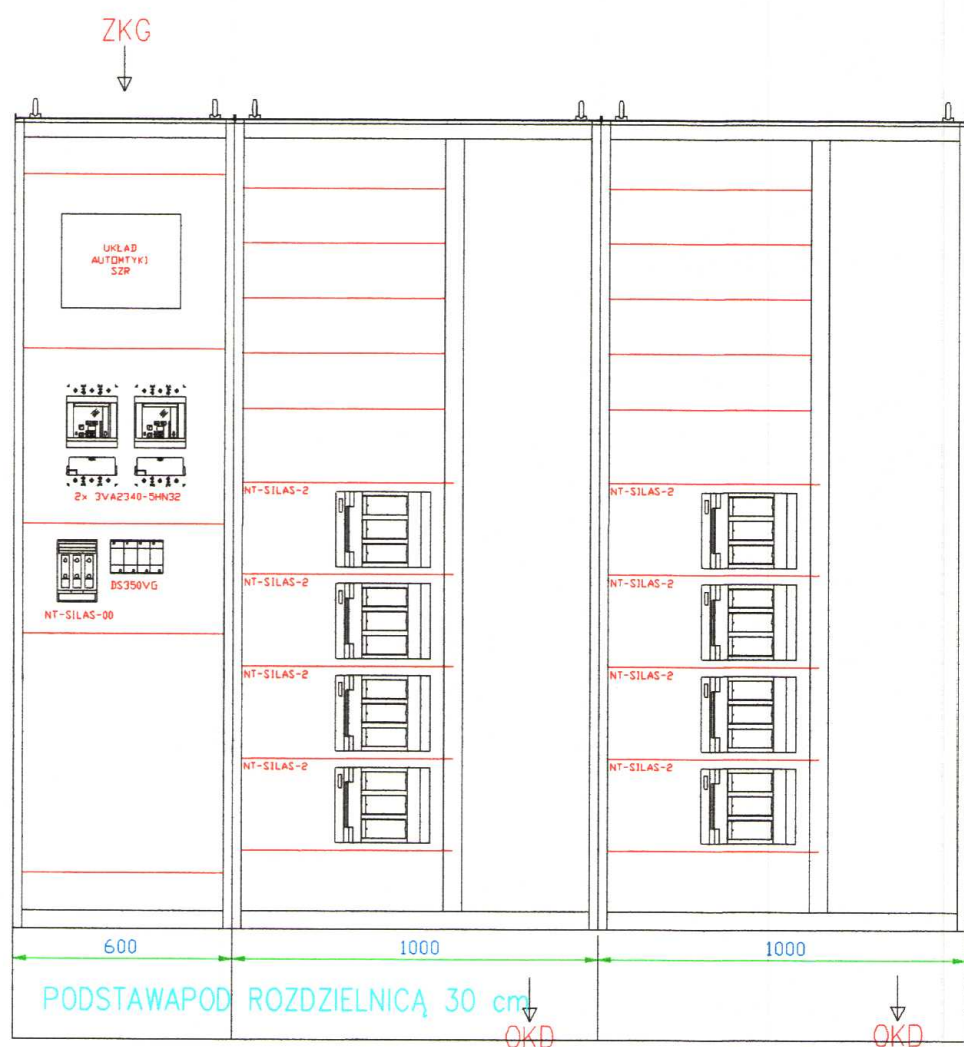 ZKG
UKŁAD
AUTOMTYKI
SZR
2x 3VA2340-5HN32
DS350VG
NT-SILAS-00
NT-SILAS-2
NT-SILAS-2
NT-SILAS-2
NT-SILAS-2
NT-SILAS-2
NT-SILAS-2
NT-SILAS-2
NT-SILAS-2
600
1000
1000
PODSTAWAPOD ROZDZIELNICĄ 30 cm
OKD
OKD